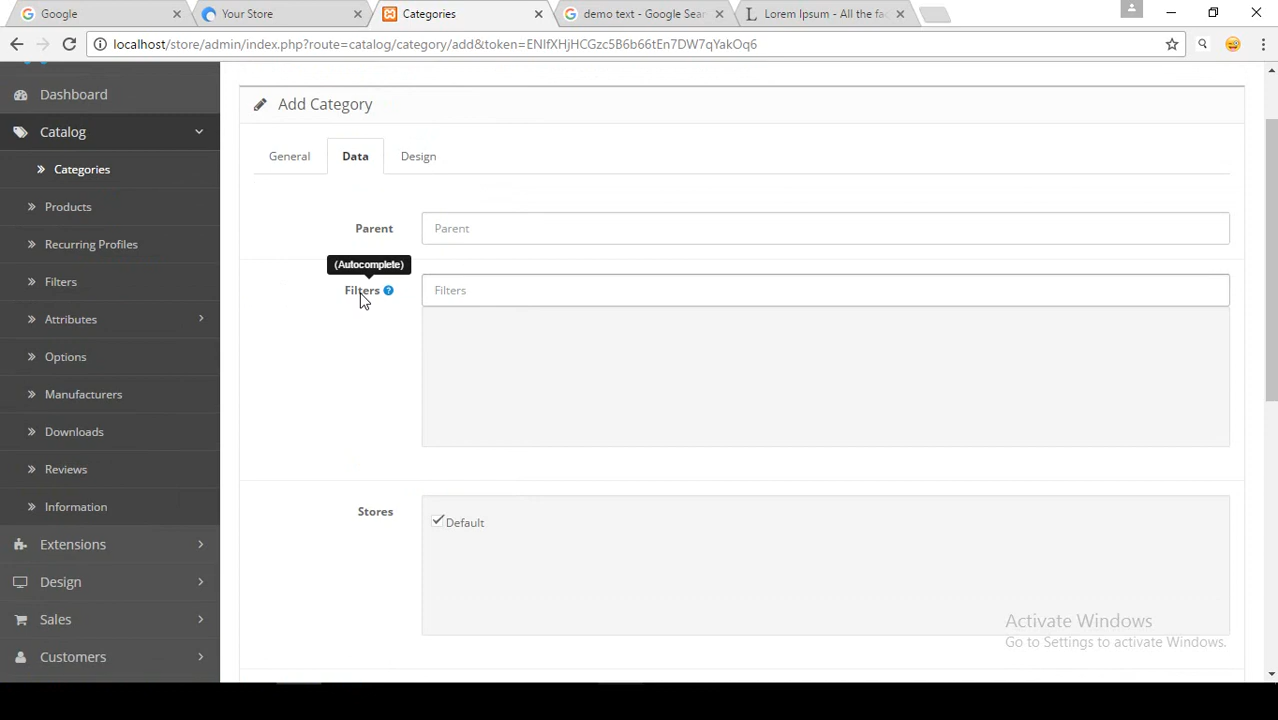 Google
Your Store
Categories
demo text - Google Sear
Lorem Ipsum - All the fac
localhost/store/admin/index.php?route=catalog/category/add&token=ENIfXHjHCGzc5B6b66tEn7DW7qYakOq6
Dashboard
Catalog
Categories
Products
Recurring Profiles
Filters
Attributes
Options
Manufacturers
Downloads
Reviews
Information
Extensions
Design
Sales
Customers
Add Category
General
Data
Design
Parent
Parent
(Autocomplete)
Filters
Filters
Stores
Default
Activate Windows
Go to Settings to activate Windows.